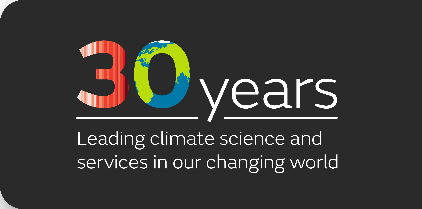 30 years
Leading climate science and
services in our changing world